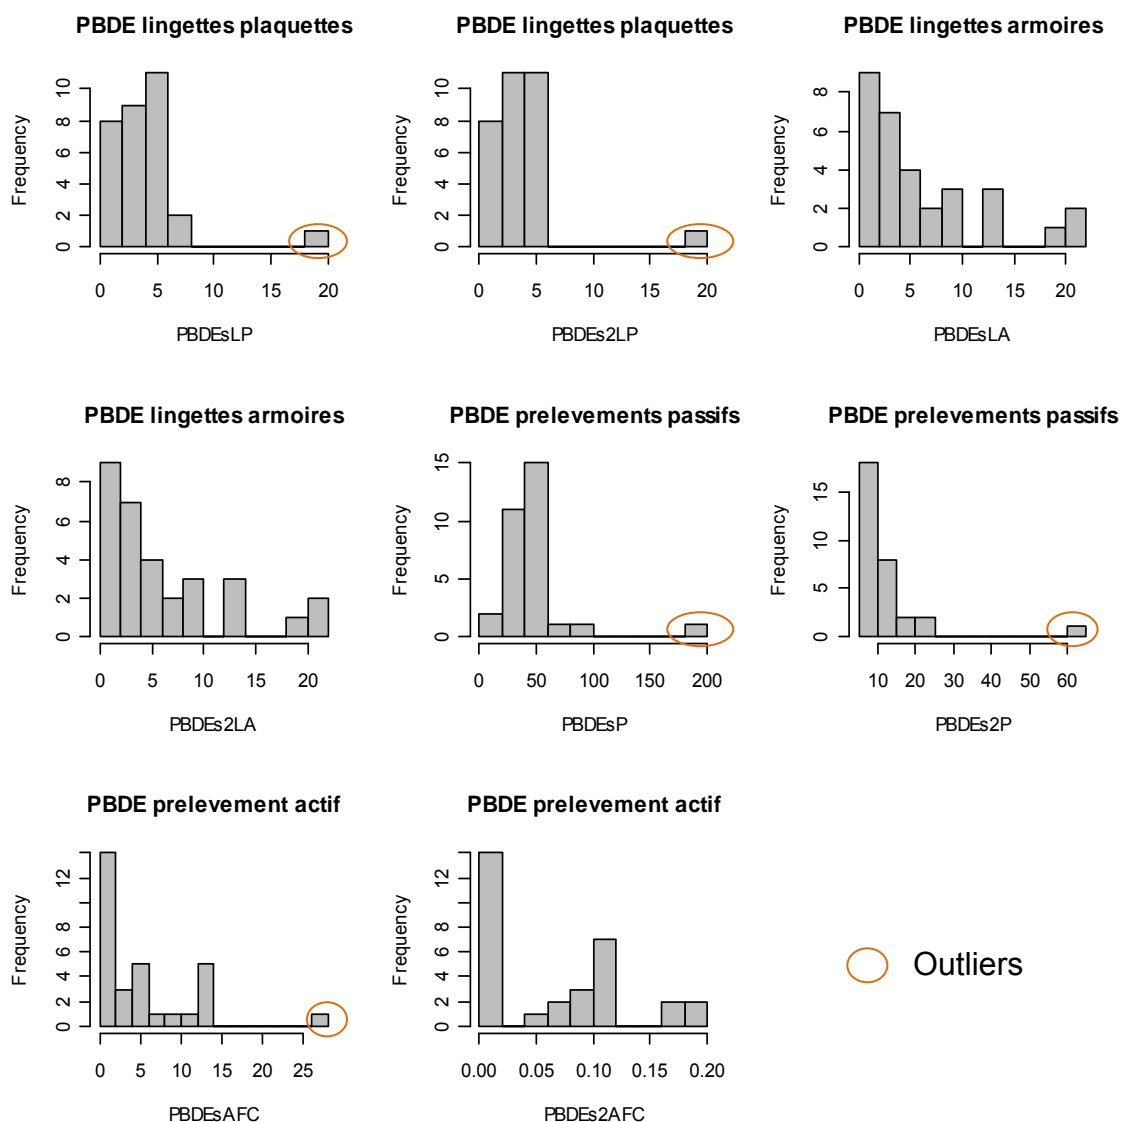 PBDE lingettes plaquettes
Frequency
0 2 4 6 8 10
0 5 10 15 20
PBDEsLP
PBDE lingettes plaquettes
Frequency
0 2 4 6 8 10
0 5 10 15 20
PBDEs2LP
PBDE lingettes armoires
Frequency
0 2 4 6 8
0 5 10 15 20
PBDEsLA
PBDE lingettes armoires
Frequency
0 2 4 6 8
0 5 10 15 20
PBDEs2LA
PBDE prelevements passifs
Frequency
0 5 10 15
0 50 100 150 200
PBDEsP
PBDE prelevements passifs
Frequency
0 5 10 15
10 20 30 40 50 60
PBDEs2P
PBDE prelevement actif
Frequency
0 2 4 6 8 12
0 5 10 15 20 25
PBDEsAFC
PBDE prelevement actif
Frequency
0 2 4 6 8 12
0.00 0.05 0.10 0.15 0.20
PBDEs2AFC
Outliers